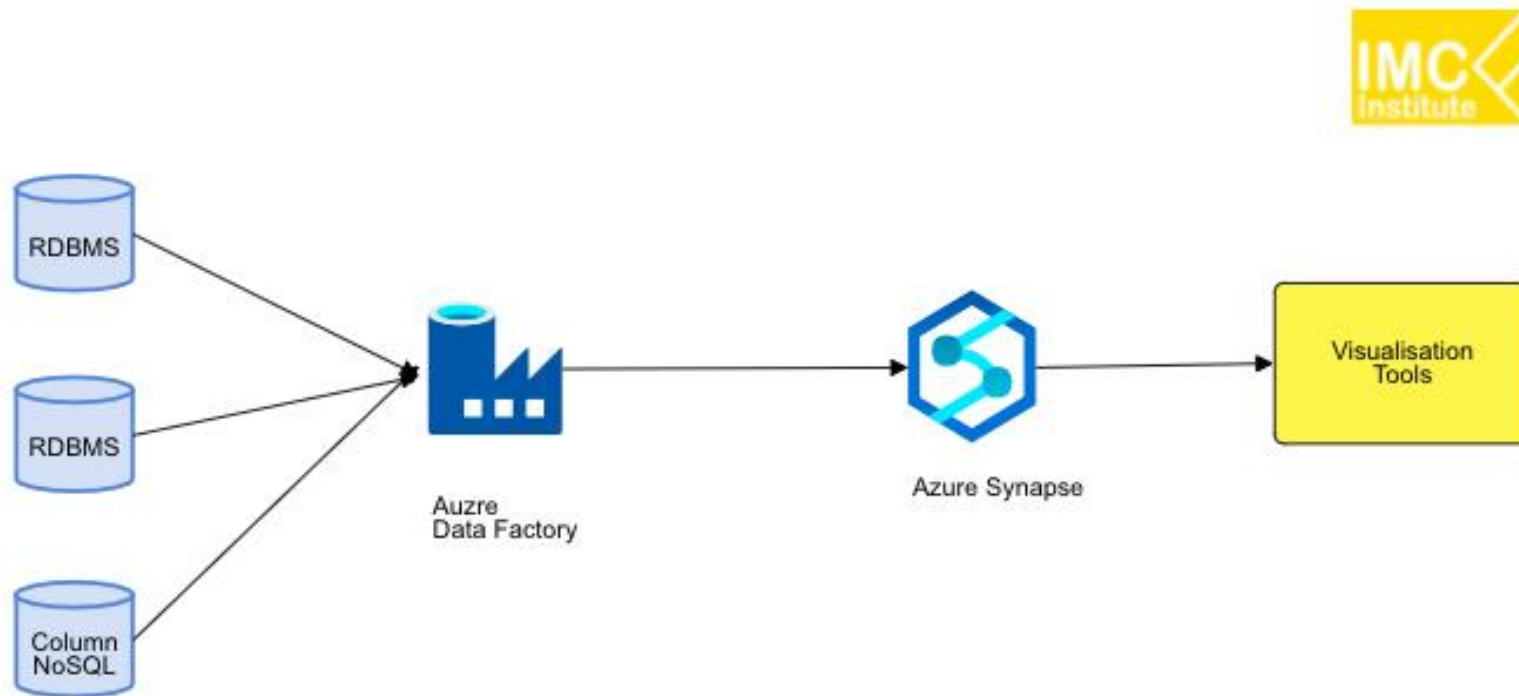 IMC
Institute
RDBMS
RDBMS
Column
NoSQL
Auzre
Data Factory
Azure Synapse
Visualisation
Tools